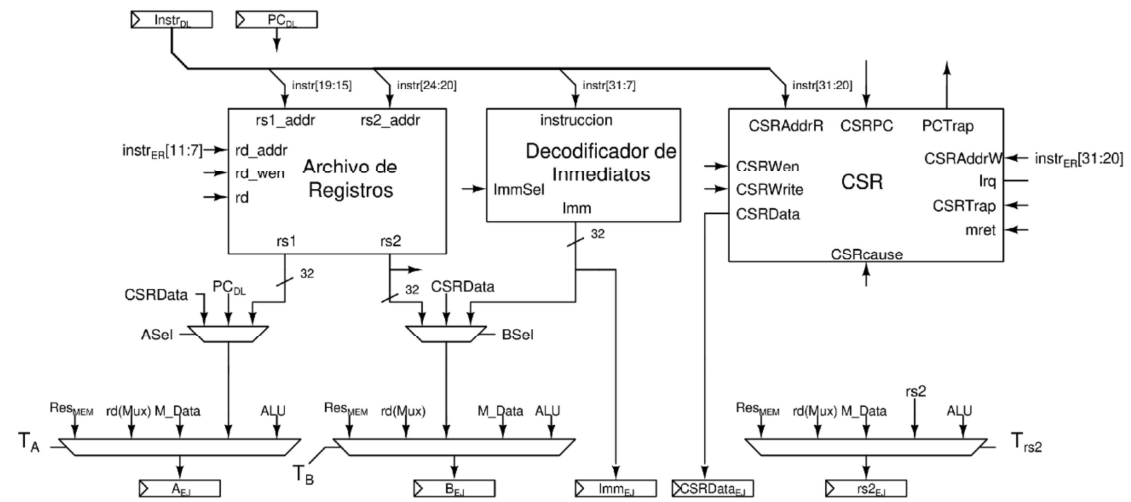 Instr_DL
PC_DL
instr[19:15]
instr[24:20]
instr[31:7]
instr[31:20]
rs1_addr
rs2_addr
instruccion
CSRAddrR
CSRPC
PCTrap
instr_ER[11:7]
rd_addr
rd_wen
rd
Archivo de
Registros
ImmSel
Decodificador de
Inmediatos
Imm
CSRWen
CSRWrite
CSRData
CSR
CSRAddrW
instr_ER[31:20]
Irq
CSRTrap
mret
CSRcause
rs1
rs2
32
32
32
CSRData
PC_DL
CSRData
ASel
BSel
Res_MEM
rd(Mux)
M_Data
ALU
T_A
Res_MEM
rd(Mux)
M_Data
ALU
T_B
Res_MEM
rd(Mux)
M_Data
rs2
ALU
T_rs2
A_EJ
B_EJ
Imm_EJ
CSRData_EJ
rs2_EJ